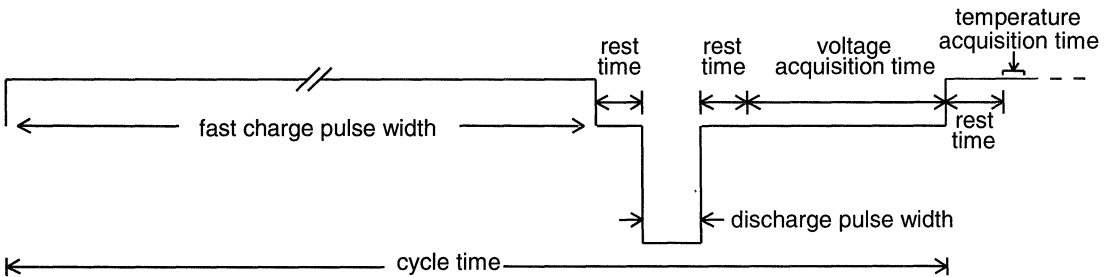 temperature
acquisition time
rest
time
rest
time
voltage
acquisition time
fast charge pulse width
rest
time
discharge pulse width
cycle time